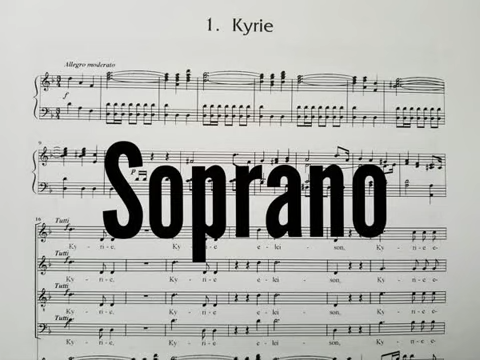 1. Kyrie
Allegro moderato
f
9
p
Soprano
16
Tutti
Ky - ri - e, Ky - ri - e e - lei - son, Ky - ri - e e -
Tutti
Ky - ri - e, Ky - ri - e e - lei - son, Ky - ri - e e -
Tutti
Ky - ri - e, Ky - ri - e e - lei - son, Ky - ri - e e -
Tutti
Ky - ri - e, Ky - ri - e e - lei - son, Ky - ri - e e -